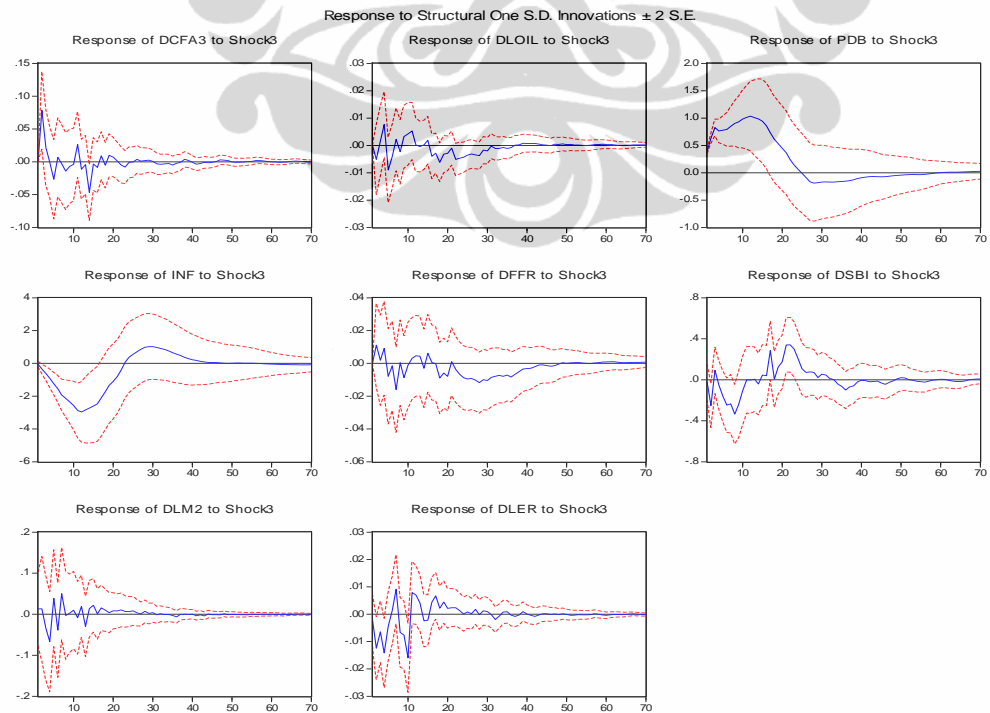 Response to Structural One S.D. Innovations ± 2 S.E.
Response of DCFA3 to Shock3
.15
.10
.05
.00
-.05
-.10
10 20 30 40 50 60 70
Response of DLOIL to Shock3
.03
.02
.01
.00
-.01
-.02
-.03
10 20 30 40 50 60 70
Response of PDB to Shock3
2.0
1.5
1.0
0.5
0.0
-0.5
-1.0
10 20 30 40 50 60 70
Response of INF to Shock3
4
2
0
-2
-4
-6
10 20 30 40 50 60 70
Response of DFFR to Shock3
.04
.02
.00
-.02
-.04
-.06
10 20 30 40 50 60 70
Response of DSBI to Shock3
.8
.4
.0
-.4
-.8
10 20 30 40 50 60 70
Response of DLM2 to Shock3
.2
.1
.0
-.1
-.2
10 20 30 40 50 60 70
Response of DLER to Shock3
.03
.02
.01
.00
-.01
-.02
-.03
10 20 30 40 50 60 70